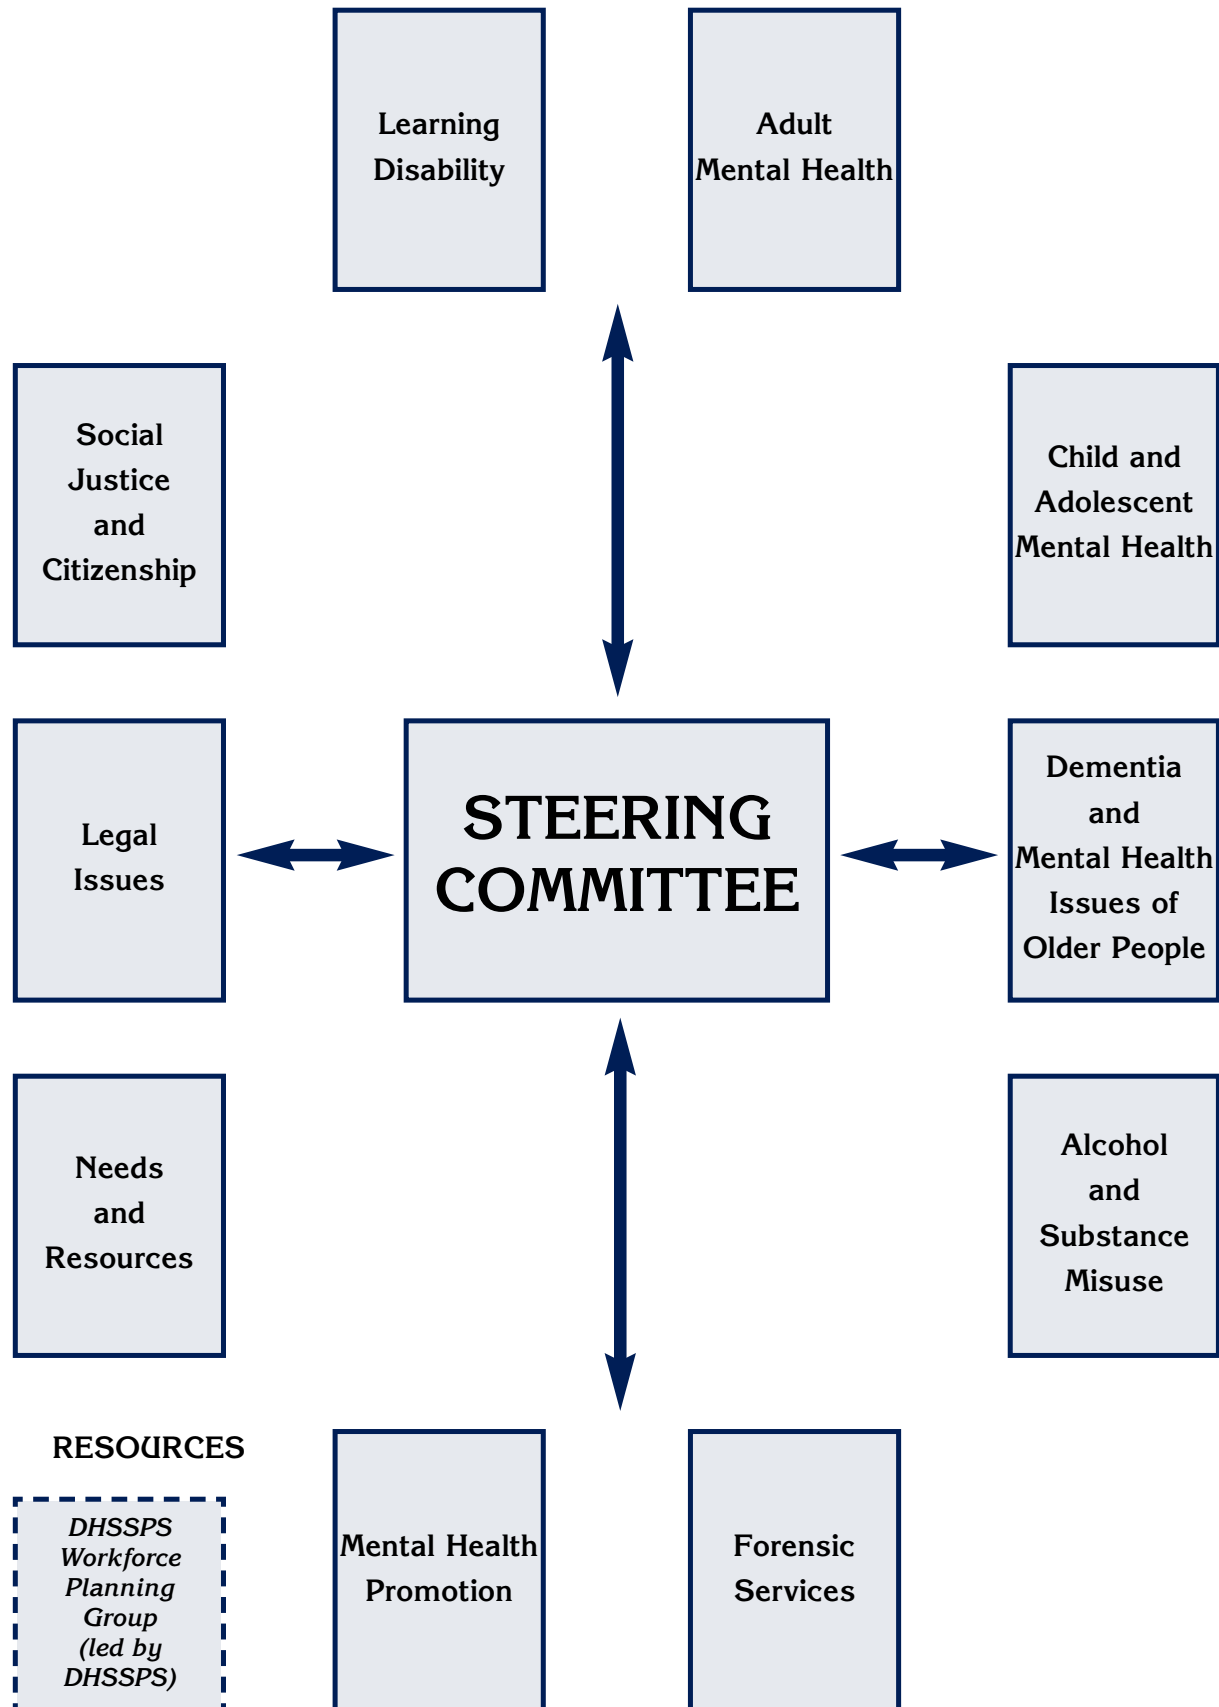 Learning
Disability
Adult
Mental Health
Social
Justice
and
Citizenship
Child and
Adolescent
Mental Health
Legal
Issues
STEERING
COMMITTEE
Dementia
and
Mental Health
Issues of
Older People
Needs
and
Resources
Alcohol
and
Substance
Misuse
RESOURCES
DHSSPS
Workforce
Planning
Group
(led by
DHSSPS)
Mental Health
Promotion
Forensic
Services